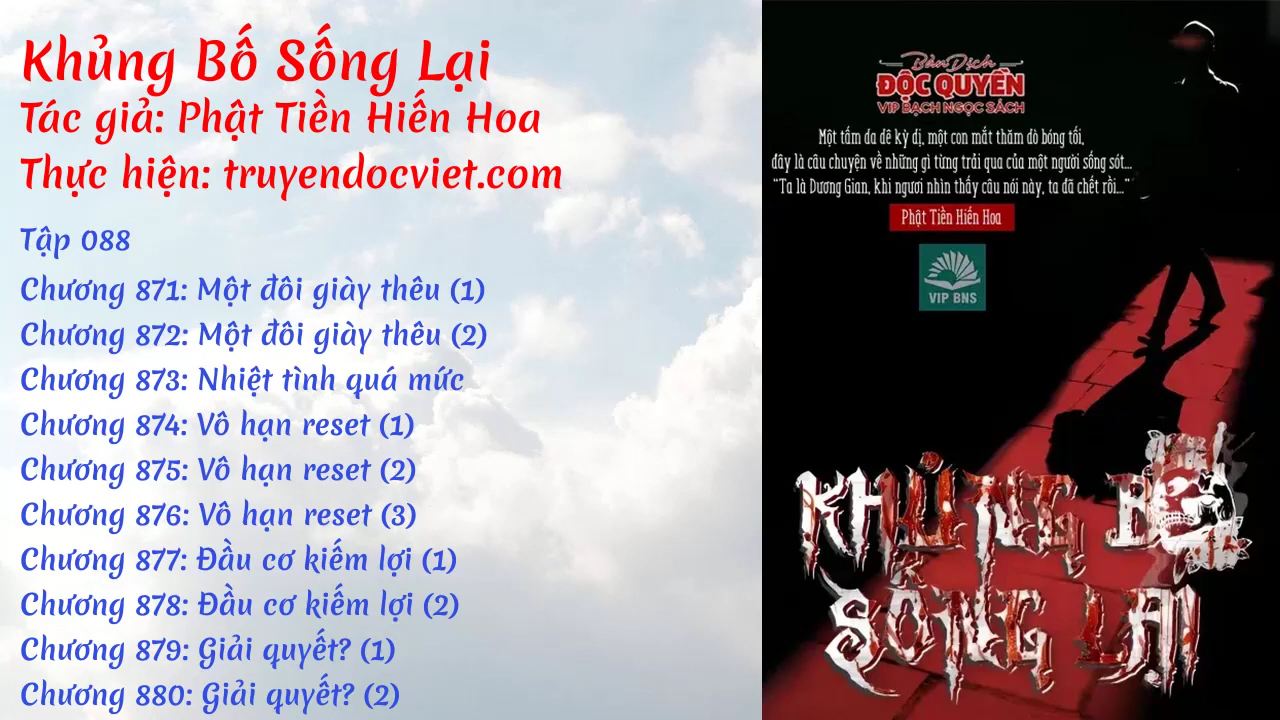 Khủng Bố Sống Lại
Tác giả: Phật Tiền Hiến Hoa
Thực hiện: truyendocviet.com
Tập 088
Chương 871: Một đôi giày thêu (1)
Chương 872: Một đôi giày thêu (2)
Chương 873: Nhiệt tình quá mức
Chương 874: Vô hạn reset (1)
Chương 875: Vô hạn reset (2)
Chương 876: Vô hạn reset (3)
Chương 877: Đầu cơ kiếm lợi (1)
Chương 878: Đầu cơ kiếm lợi (2)
Chương 879: Giải quyết? (1)
Chương 880: Giải quyết? (2)
Bản Dịch
ĐỘC QUYỀN
VIP BẠCH NGỌC SÁCH
Một tấm da dê kỳ dị, một con mắt thăm dò bóng tối,
đây là câu chuyện về những gì từng trải qua của một người sống sót...
“Ta là Dương Gian, khi ngươi nhìn thấy câu nói này, ta đã chết rồi...”
Phật Tiền Hiến Hoa
VIP BNS
KHỦNG BỐ
SỐNG LẠI